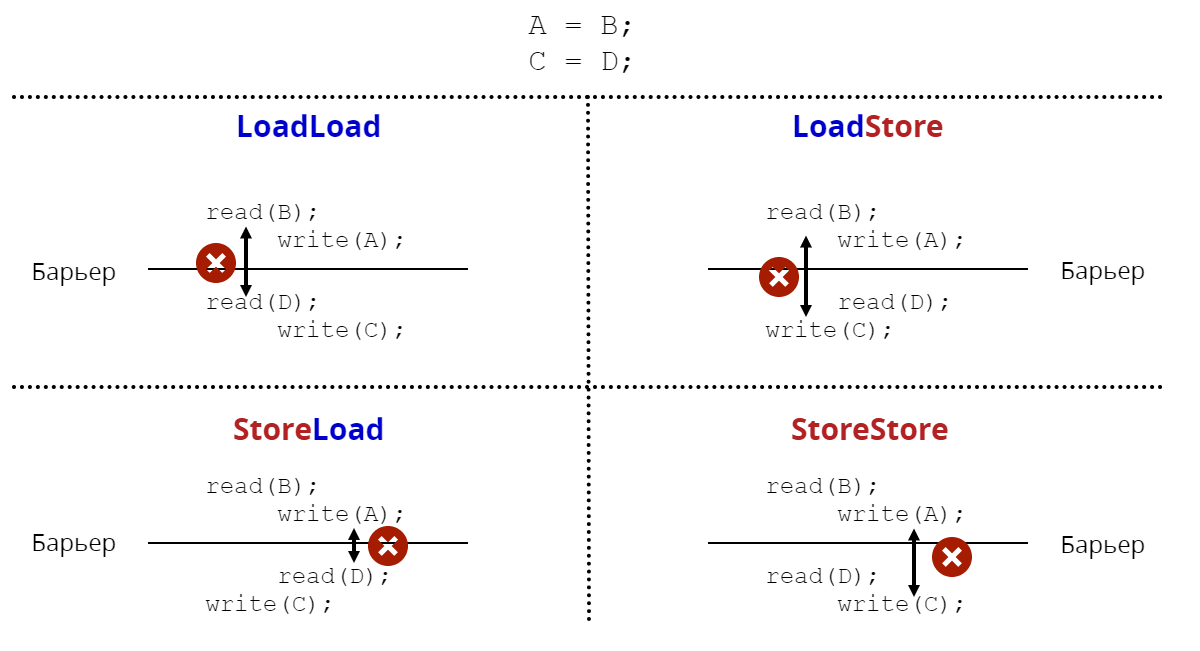 A = B;
C = D;
LoadLoad
read(B);
write(A);
Барьер
read(D);
write(C);
LoadStore
read(B);
write(A);
Барьер
read(D);
write(C);
StoreLoad
read(B);
write(A);
Барьер
read(D);
write(C);
StoreStore
read(B);
write(A);
Барьер
read(D);
write(C);